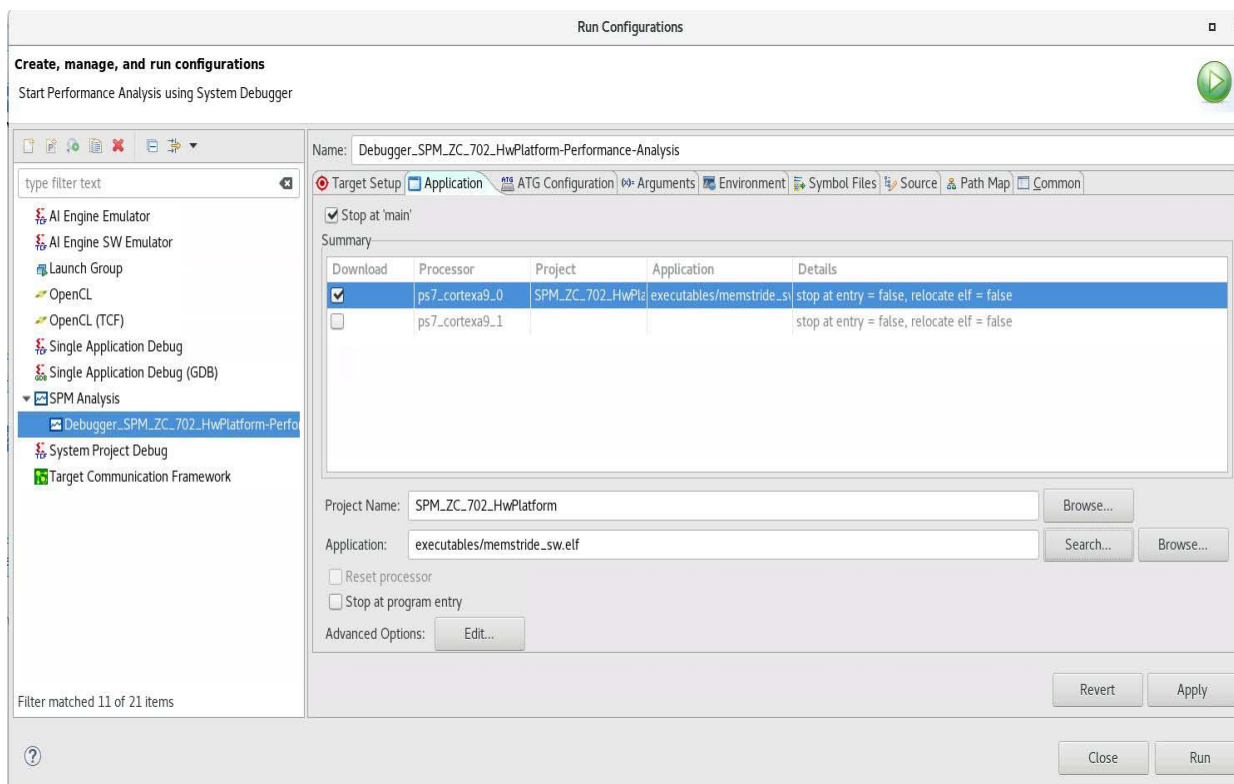 Run Configurations
Create, manage, and run configurations
Start Performance Analysis using System Debugger
type filter text
AI Engine Emulator
AI Engine SW Emulator
Launch Group
OpenCL
OpenCL (TCF)
Single Application Debug
Single Application Debug (GDB)
SPM Analysis
Debugger_SPM_ZC_702_HwPlatform-Perfo
System Project Debug
Target Communication Framework
Filter matched 11 of 21 items
Name: Debugger_SPM_ZC_702_HwPlatform-Performance-Analysis
Target Setup Application ATG Configuration Arguments Environment Symbol Files Source Path Map Common
Stop at 'main'
Summary
Download Processor Project Application Details
ps7_cortexa9_0 SPM_ZC_702_HwPla executables/memstride_sw stop at entry = false, relocate elf = false
ps7_cortexa9_1 stop at entry = false, relocate elf = false
Project Name: SPM_ZC_702_HwPlatform Browse...
Application: executables/memstride_sw.elf Search... Browse...
Reset processor
Stop at program entry
Advanced Options: Edit...
Revert Apply
Close Run